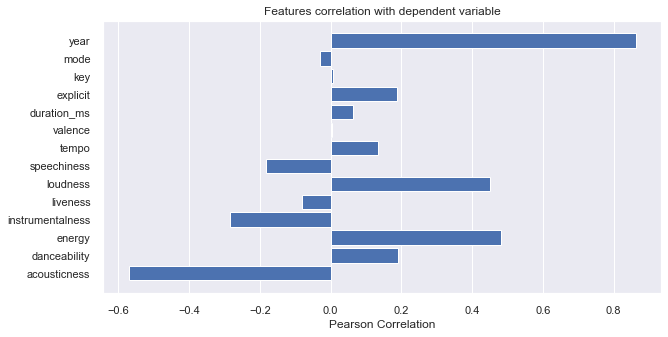 Features correlation with dependent variable
year
mode
key
explicit
duration_ms
valence
tempo
speechiness
loudness
liveness
instrumentalness
energy
danceability
acousticness
−0.6 −0.4 −0.2 0.0 0.2 0.4 0.6 0.8
Pearson Correlation